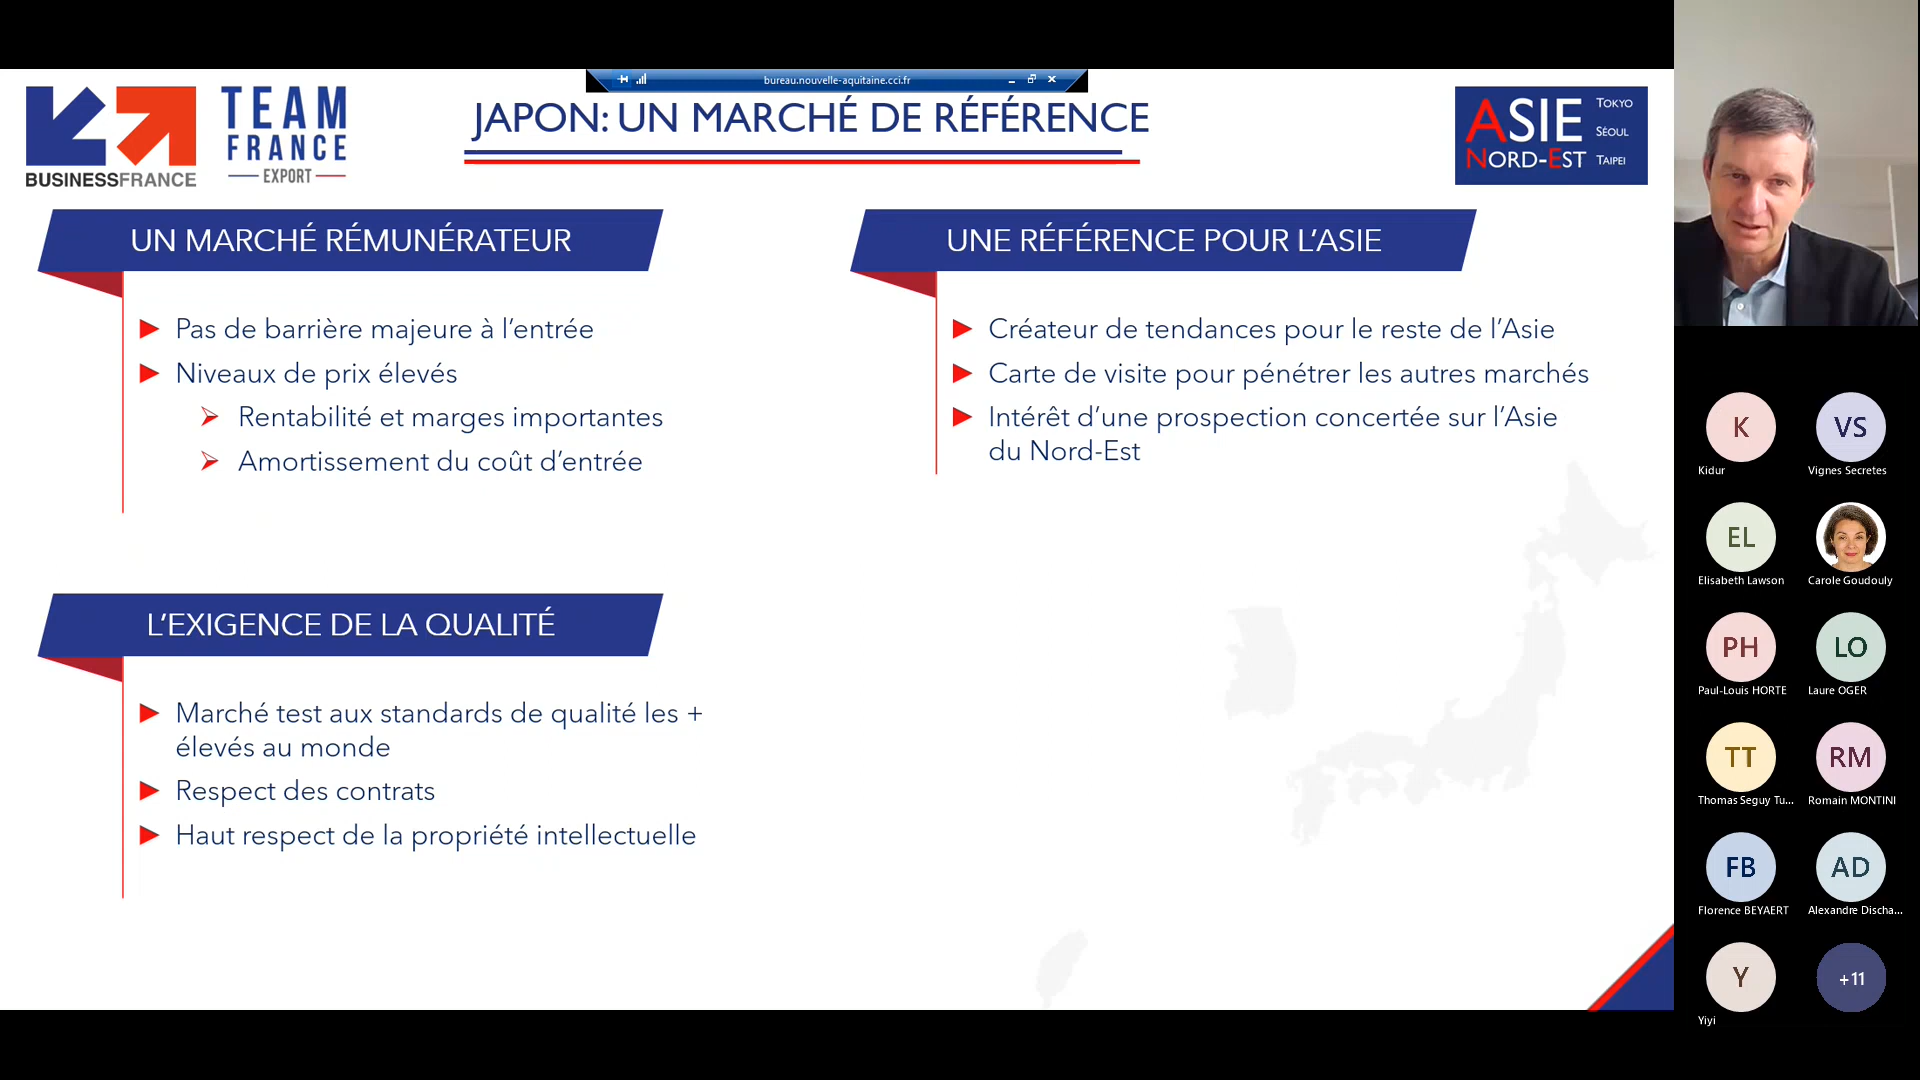 bureau.nouvelle-aquitaine.cci.fr
BUSINESSFRANCE
TEAM
FRANCE
EXPORT
JAPON: UN MARCHÉ DE RÉFÉRENCE
ASIE
NORD-EST
TOKYO
SÉOUL
TAIPEI
UN MARCHÉ RÉMUNÉRATEUR
Pas de barrière majeure à l’entrée
Niveaux de prix élevés
Rentabilité et marges importantes
Amortissement du coût d’entrée
UNE RÉFÉRENCE POUR L’ASIE
Créateur de tendances pour le reste de l’Asie
Carte de visite pour pénétrer les autres marchés
Intérêt d’une prospection concertée sur l’Asie
du Nord-Est
L’EXIGENCE DE LA QUALITÉ
Marché test aux standards de qualité les +
élevés au monde
Respect des contrats
Haut respect de la propriété intellectuelle
K
Kidur
VS
Vignes Secretes
EL
Elisabeth Lawson
Carole Goudouly
PH
Paul-Louis HORTE
LO
Laure OGER
TT
Thomas Seguy Tu...
RM
Romain MONTINI
FB
Florence BEYAERT
AD
Alexandre Discha...
Y
Yiyi
+11